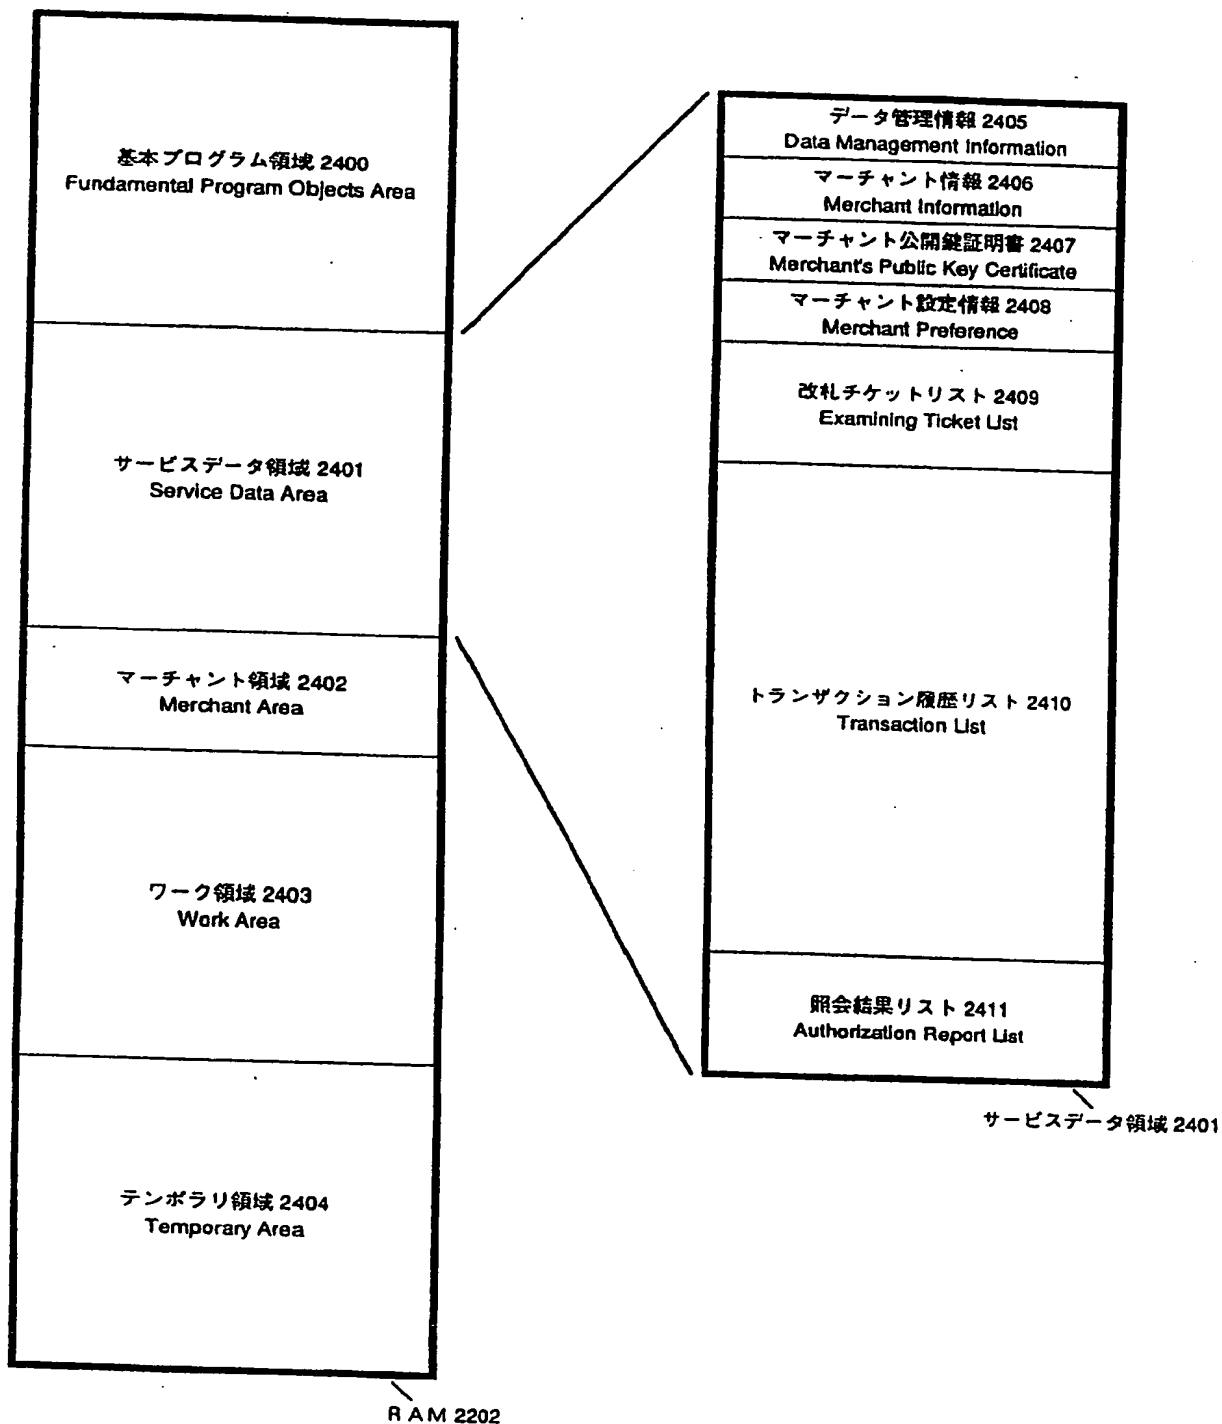 基本プログラム領域 2400
Fundamental Program Objects Area
サービスデータ領域 2401
Service Data Area
マーチャント領域 2402
Merchant Area
ワーク領域 2403
Work Area
テンポラリ領域 2404
Temporary Area
RAM 2202
データ管理情報 2405
Data Management Information
マーチャント情報 2406
Merchant Information
マーチャント公開鍵証明書 2407
Merchant's Public Key Certificate
マーチャント設定情報 2408
Merchant Preference
改札チケットリスト 2409
Examining Ticket List
トランザクション履歴リスト 2410
Transaction List
照会結果リスト 2411
Authorization Report List
サービスデータ領域 2401